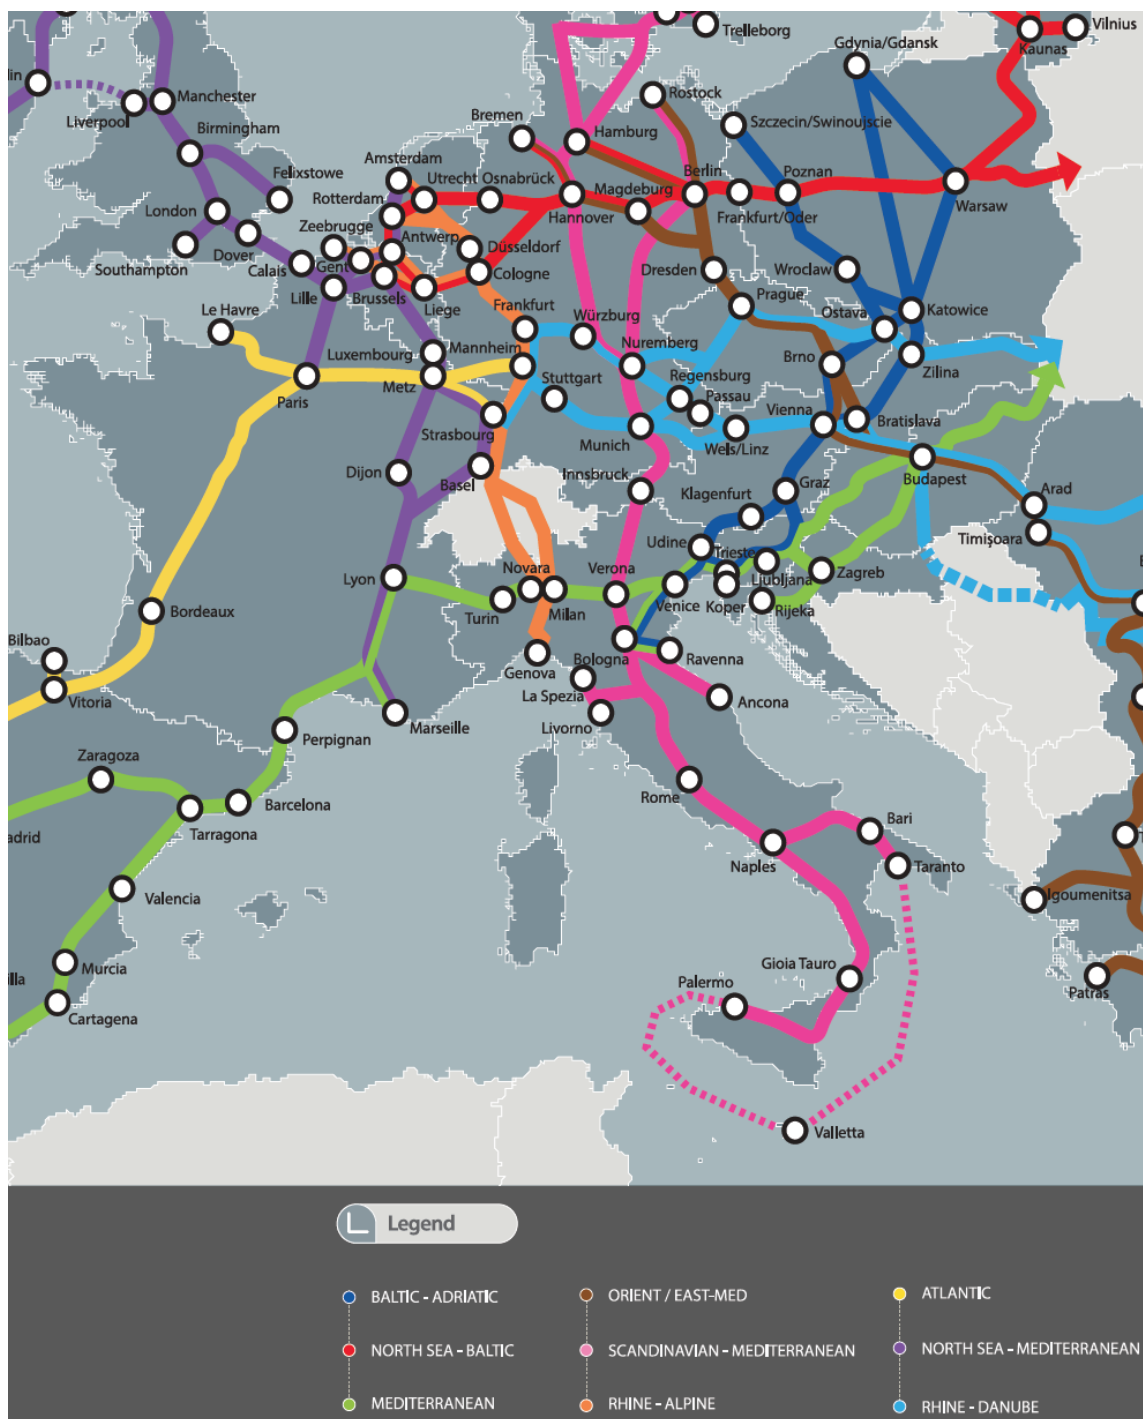 Trelleborg
Vilnius
Kaunas
Gdynia/Gdansk
lin
Manchester
Liverpool
Rostock
Bremen
Hamburg
Szczecin/Swinoujscie
Birmingham
Amsterdam
Felixstowe
Utrecht Osnabrück
Berlin
Poznan
Rotterdam
Magdeburg
London
Hannover
Frankfurt/Oder
Warsaw
Zeebrugge
Antwerp
Düsseldorf
Dover
Calais
Gent
Southampton
Cologne
Dresden
Wroclaw
Lille
Brussels
Liege
Le Havre
Frankfurt
Würzburg
Prague
Ostava
Katowice
Luxembourg
Mannheim
Nuremberg
Brno
Zilina
Metz
Stuttgart
Regensburg
Paris
Passau
Vienna
Bratislava
Strasbourg
Munich
Wels/Linz
Dijon
Basel
Innsbruck
Budapest
Klagenfurt
Graz
Arad
Udine
Trieste
Timişoara
Lyon
Novara
Verona
Ljubljana
Zagreb
Turin
Milan
Venice
Koper
Rijeka
Bordeaux
Bilbao
Bologna
Ravenna
Genova
La Spezia
Vitoria
Ancona
Marseille
Livorno
Perpignan
Zaragoza
Rome
Barcelona
Tarragona
adrid
Bari
Naples
Taranto
Valencia
Igoumenitsa
Murcia
Gioia Tauro
illa
Palermo
Patras
Cartagena
Valletta
Legend
BALTIC - ADRIATIC
ORIENT / EAST-MED
ATLANTIC
NORTH SEA - BALTIC
SCANDINAVIAN - MEDITERRANEAN
NORTH SEA - MEDITERRANEAN
MEDITERRANEAN
RHINE - ALPINE
RHINE - DANUBE